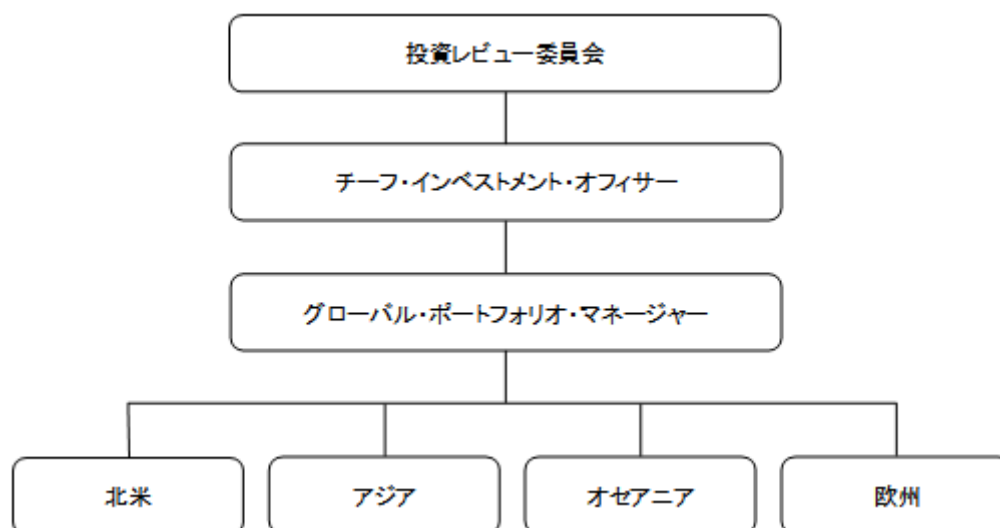 投資レビュー委員会
チーフ・インベストメント・オフィサー
グローバル・ポートフォリオ・マネージャー
北米
アジア
オセアニア
欧州